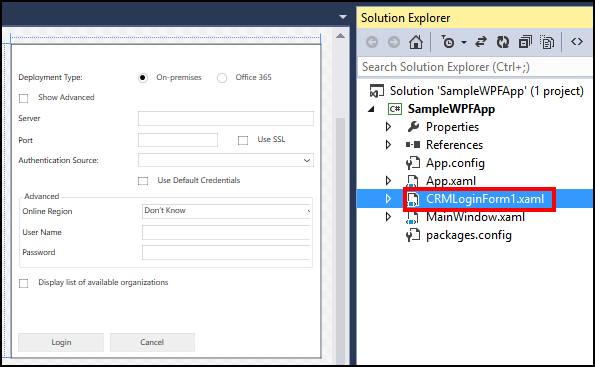 Deployment Type: On-premises Office 365
Show Advanced
Server
Port Use SSL
Authentication Source:
Use Default Credentials
Advanced
Online Region Don't Know
User Name
Password
Display list of available organizations
Login Cancel
Solution Explorer
Search Solution Explorer (Ctrl+;)
Solution 'SampleWPFApp' (1 project)
C# SampleWPFApp
Properties
References
App.config
App.xaml
CRMLoginForm1.xaml
MainWindow.xaml
packages.config